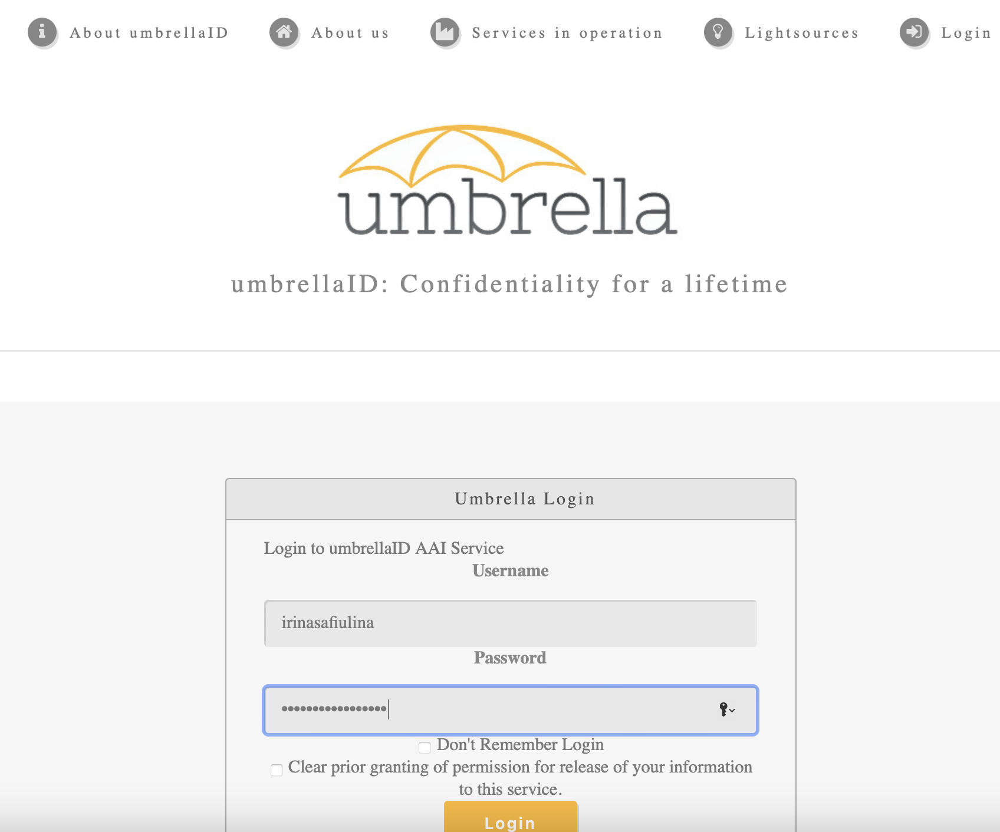 About umbrellaID About us Services in operation Lightsources Login
umbrella
umbrellaID: Confidentiality for a lifetime
Umbrella Login
Login to umbrellaID AAI Service
Username
irinasafiulina
Password
•••••••••••••••••
Don't Remember Login
Clear prior granting of permission for release of your information
to this service.
Login